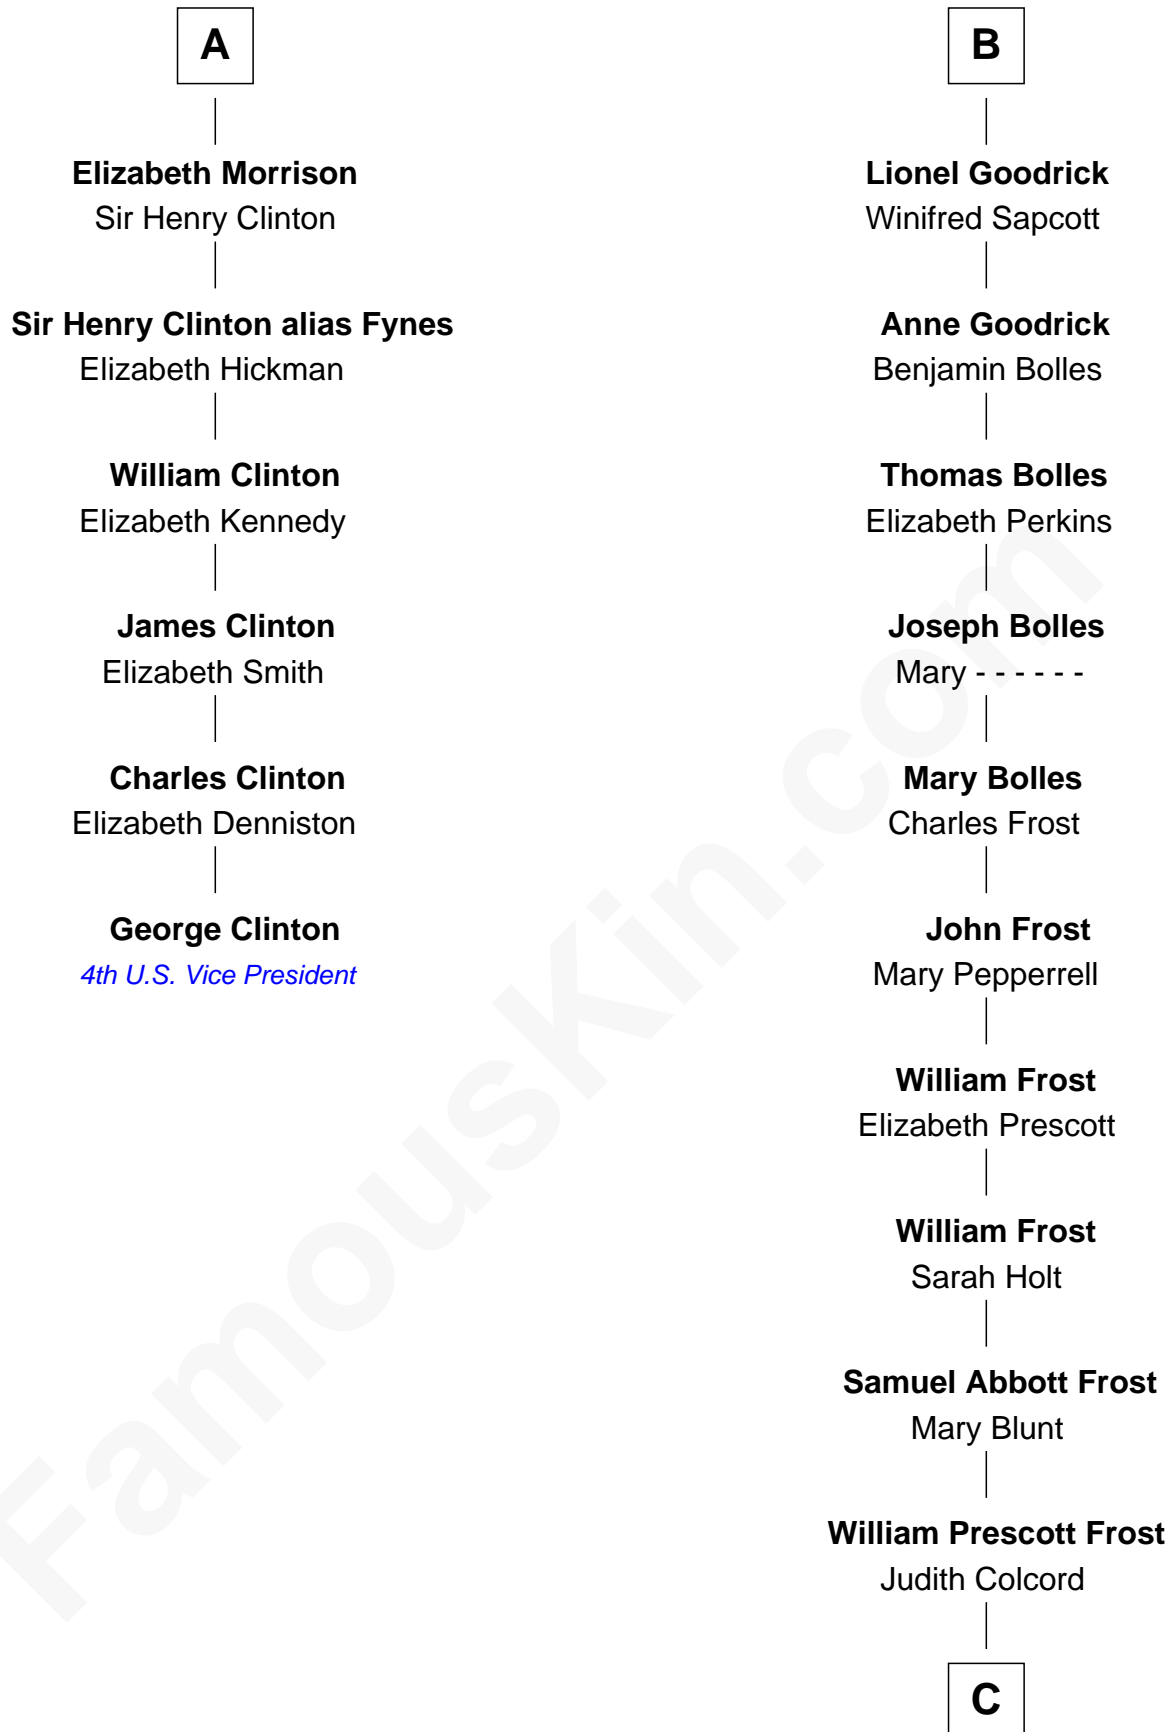 A
Elizabeth Morrison
Sir Henry Clinton
Sir Henry Clinton alias Fynes
Elizabeth Hickman
William Clinton
Elizabeth Kennedy
James Clinton
Elizabeth Smith
Charles Clinton
Elizabeth Denniston
George Clinton
4th U.S. Vice President
B
Lionel Goodrick
Winifred Sapcott
Anne Goodrick
Benjamin Bolles
Thomas Bolles
Elizabeth Perkins
Joseph Bolles
Mary - - - - - -
Mary Bolles
Charles Frost
John Frost
Mary Pepperrell
William Frost
Elizabeth Prescott
William Frost
Sarah Holt
Samuel Abbott Frost
Mary Blunt
William Prescott Frost
Judith Colcord
C
FamousKin.com